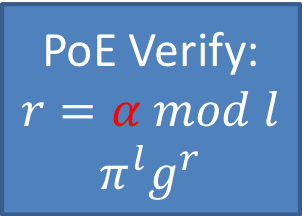 PoE Verify:
r = α mod l
π^l g^r